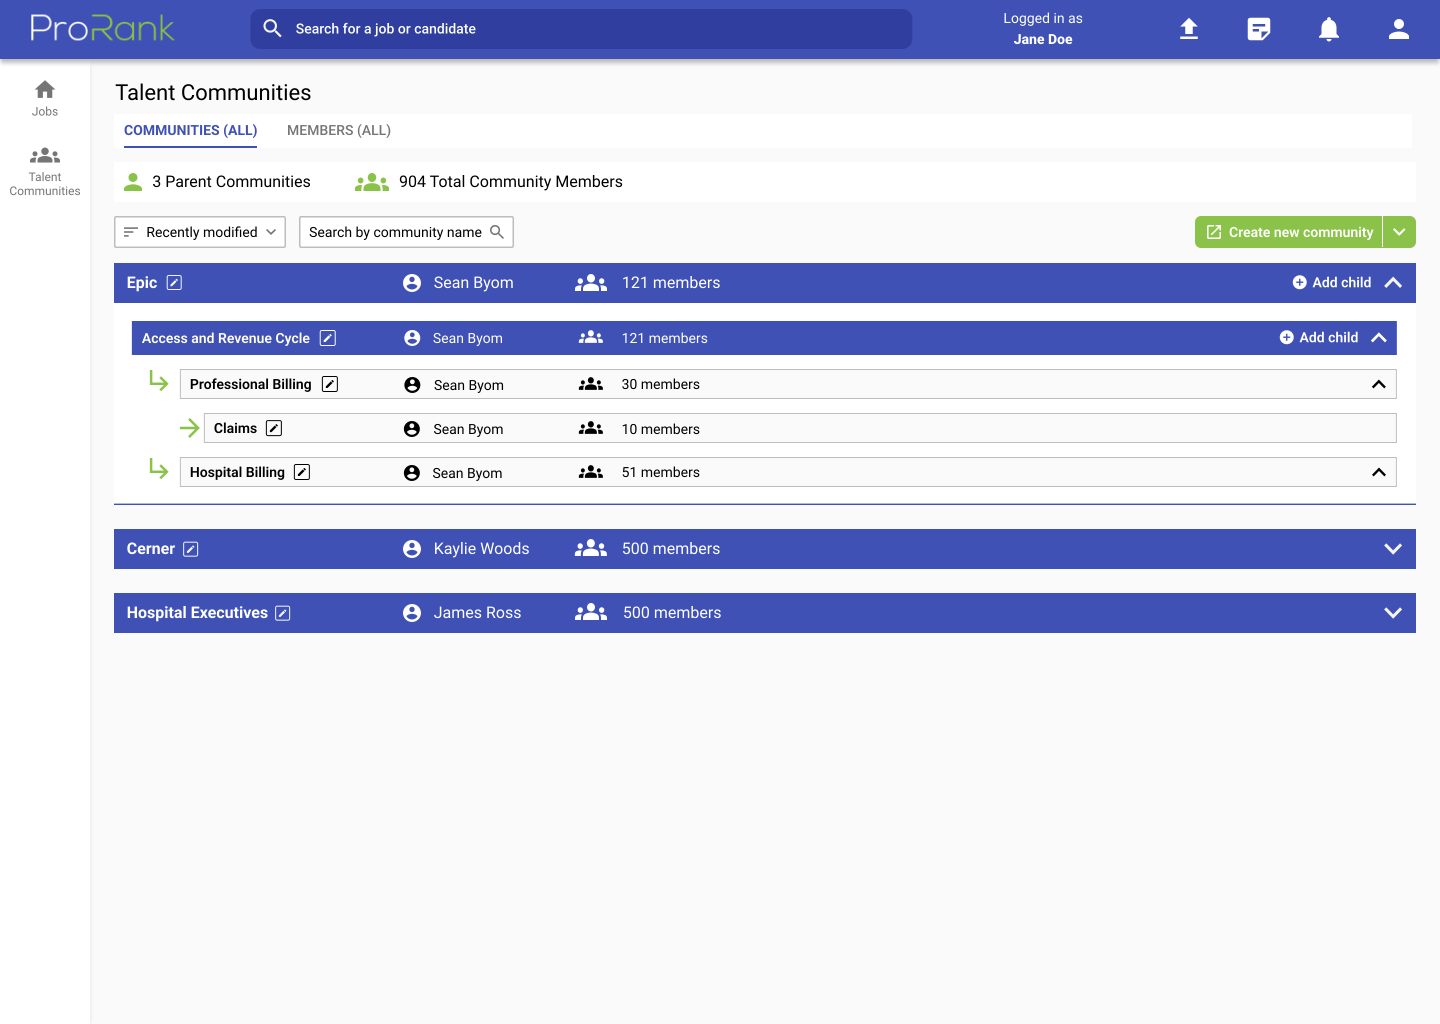 ProRank
Search for a job or candidate
Logged in as
Jane Doe
Jobs
Talent
Communities
Talent Communities
COMMUNITIES (ALL) MEMBERS (ALL)
3 Parent Communities 904 Total Community Members
Recently modified Search by community name Create new community
Epic Sean Byom 121 members Add child
Access and Revenue Cycle Sean Byom 121 members Add child
Professional Billing Sean Byom 30 members
Claims Sean Byom 10 members
Hospital Billing Sean Byom 51 members
Cerner Kaylie Woods 500 members
Hospital Executives James Ross 500 members